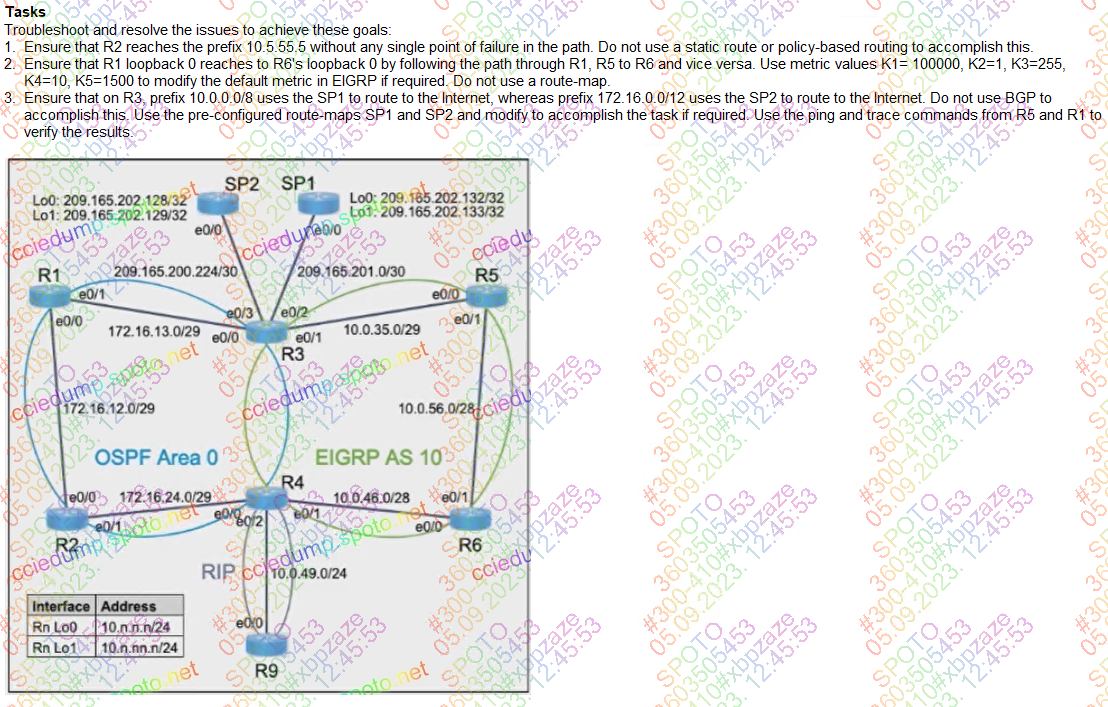 Tasks
Troubleshoot and resolve the issues to achieve these goals:
1. Ensure that R2 reaches the prefix 10.5.55.5 without any single point of failure in the path. Do not use a static route or policy-based routing to accomplish this.
2. Ensure that R1 loopback 0 reaches to R6's loopback 0 by following the path through R1, R5 to R6 and vice versa. Use metric values K1= 100000, K2=1, K3=255,
K4=10, K5=1500 to modify the default metric in EIGRP if required. Do not use a route-map.
3. Ensure that on R3, prefix 10.0.0.0/8 uses the SP1 to route to the Internet, whereas prefix 172.16.0.0/12 uses the SP2 to route to the Internet. Do not use BGP to
accomplish this. Use the pre-configured route-maps SP1 and SP2 and modify to accomplish the task if required. Use the ping and trace commands from R5 and R1 to
verify the results.
SP2 SP1
Lo0: 209.165.202.128/32
Lo1: 209.165.202.129/32
Lo0: 209.165.202.132/32
Lo1: 209.165.202.133/32
e0/0
e0/0
R1
209.165.200.224/30
209.165.201.0/30
R5
e0/1
e0/0
e0/3
e0/2
e0/0
172.16.13.0/29
e0/0
e0/1
10.0.35.0/29
e0/1
R3
172.16.12.0/29
10.0.56.0/28
OSPF Area 0
EIGRP AS 10
R4
e0/0
172.16.24.0/29
10.0.46.0/28
e0/1
e0/1
e0/0
e0/2
e0/1
e0/0
R2
R6
RIP
10.0.49.0/24
Interface Address
Rn Lo0 10.n.n.n/24
Rn Lo1 10.n.nn.n/24
e0/0
R9
cciedump.spoto.net
SPOTO
#300-410#xbpzaze
05.09.2023. 12:45:53